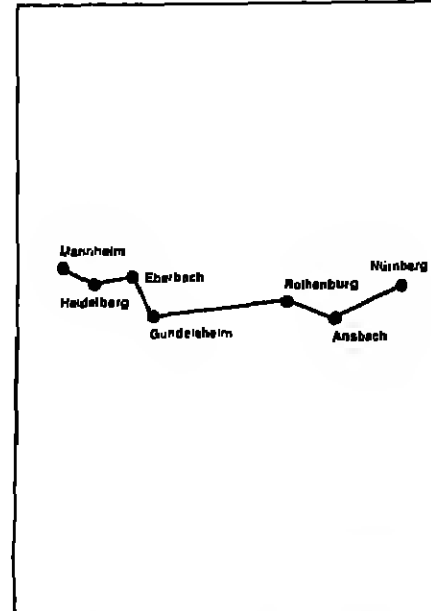 Mannheim
Nürnberg
Eberbach
Rothenburg
Heidelberg
Gundelsheim
Ansbach